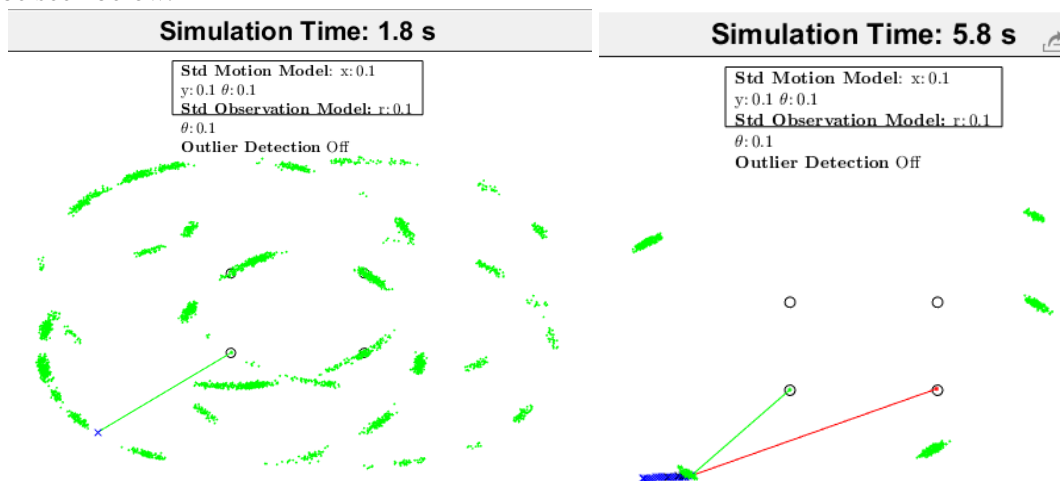 Simulation Time: 1.8 s
Std Motion Model: x: 0.1
y: 0.1 θ: 0.1
Std Observation Model: r: 0.1
θ: 0.1
Outlier Detection Off
Simulation Time: 5.8 s
Std Motion Model: x: 0.1
y: 0.1 θ: 0.1
Std Observation Model: r: 0.1
θ: 0.1
Outlier Detection Off